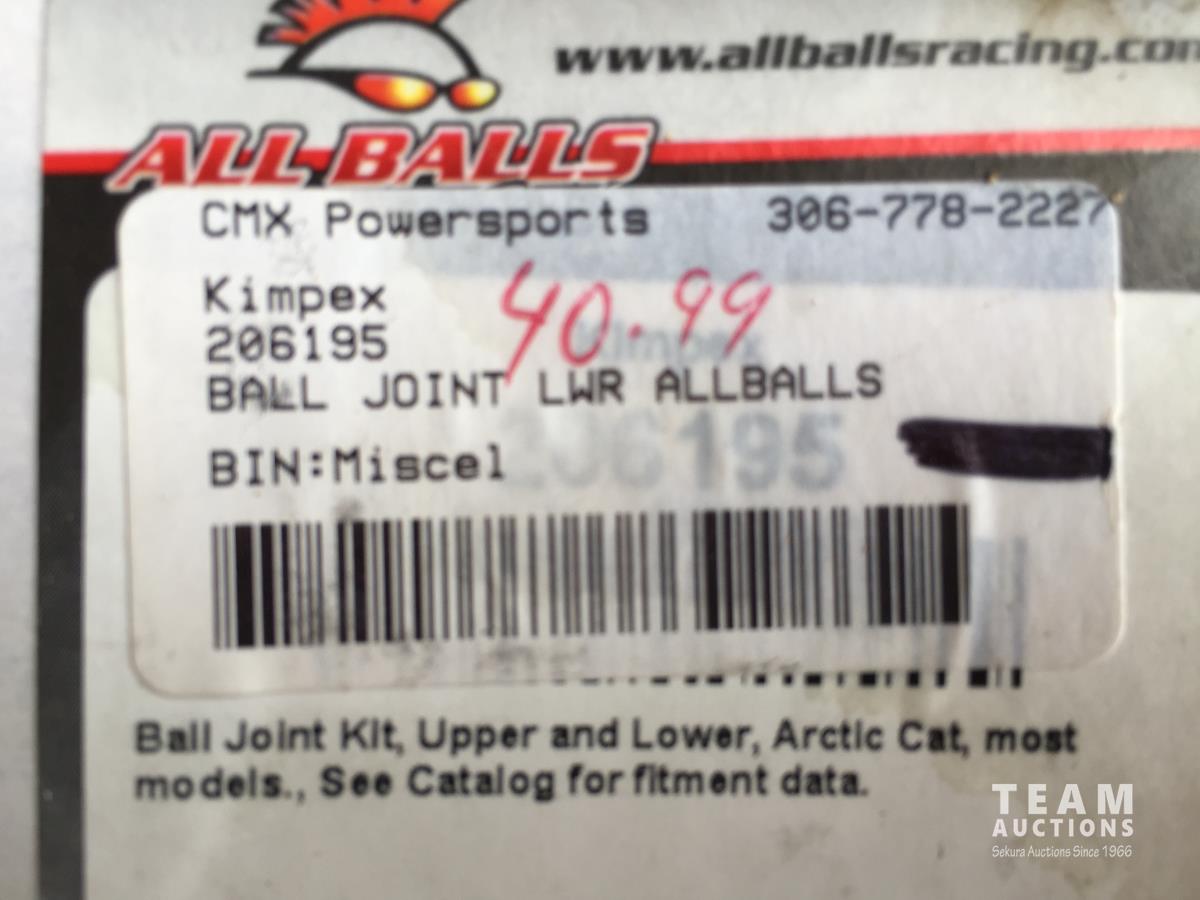 www.allballsracing.com
ALL BALLS
CMX Powersports 306-778-2227
Kimpex
40.99
206195
Kimpex
BALL JOINT LWR ALLBALLS
206195
BIN:Miscel
Ball Joint Kit, Upper and Lower, Arctic Cat, most
models., See Catalog for fitment data.
TEAM
AUCTIONS
Sekura Auctions Since 1966